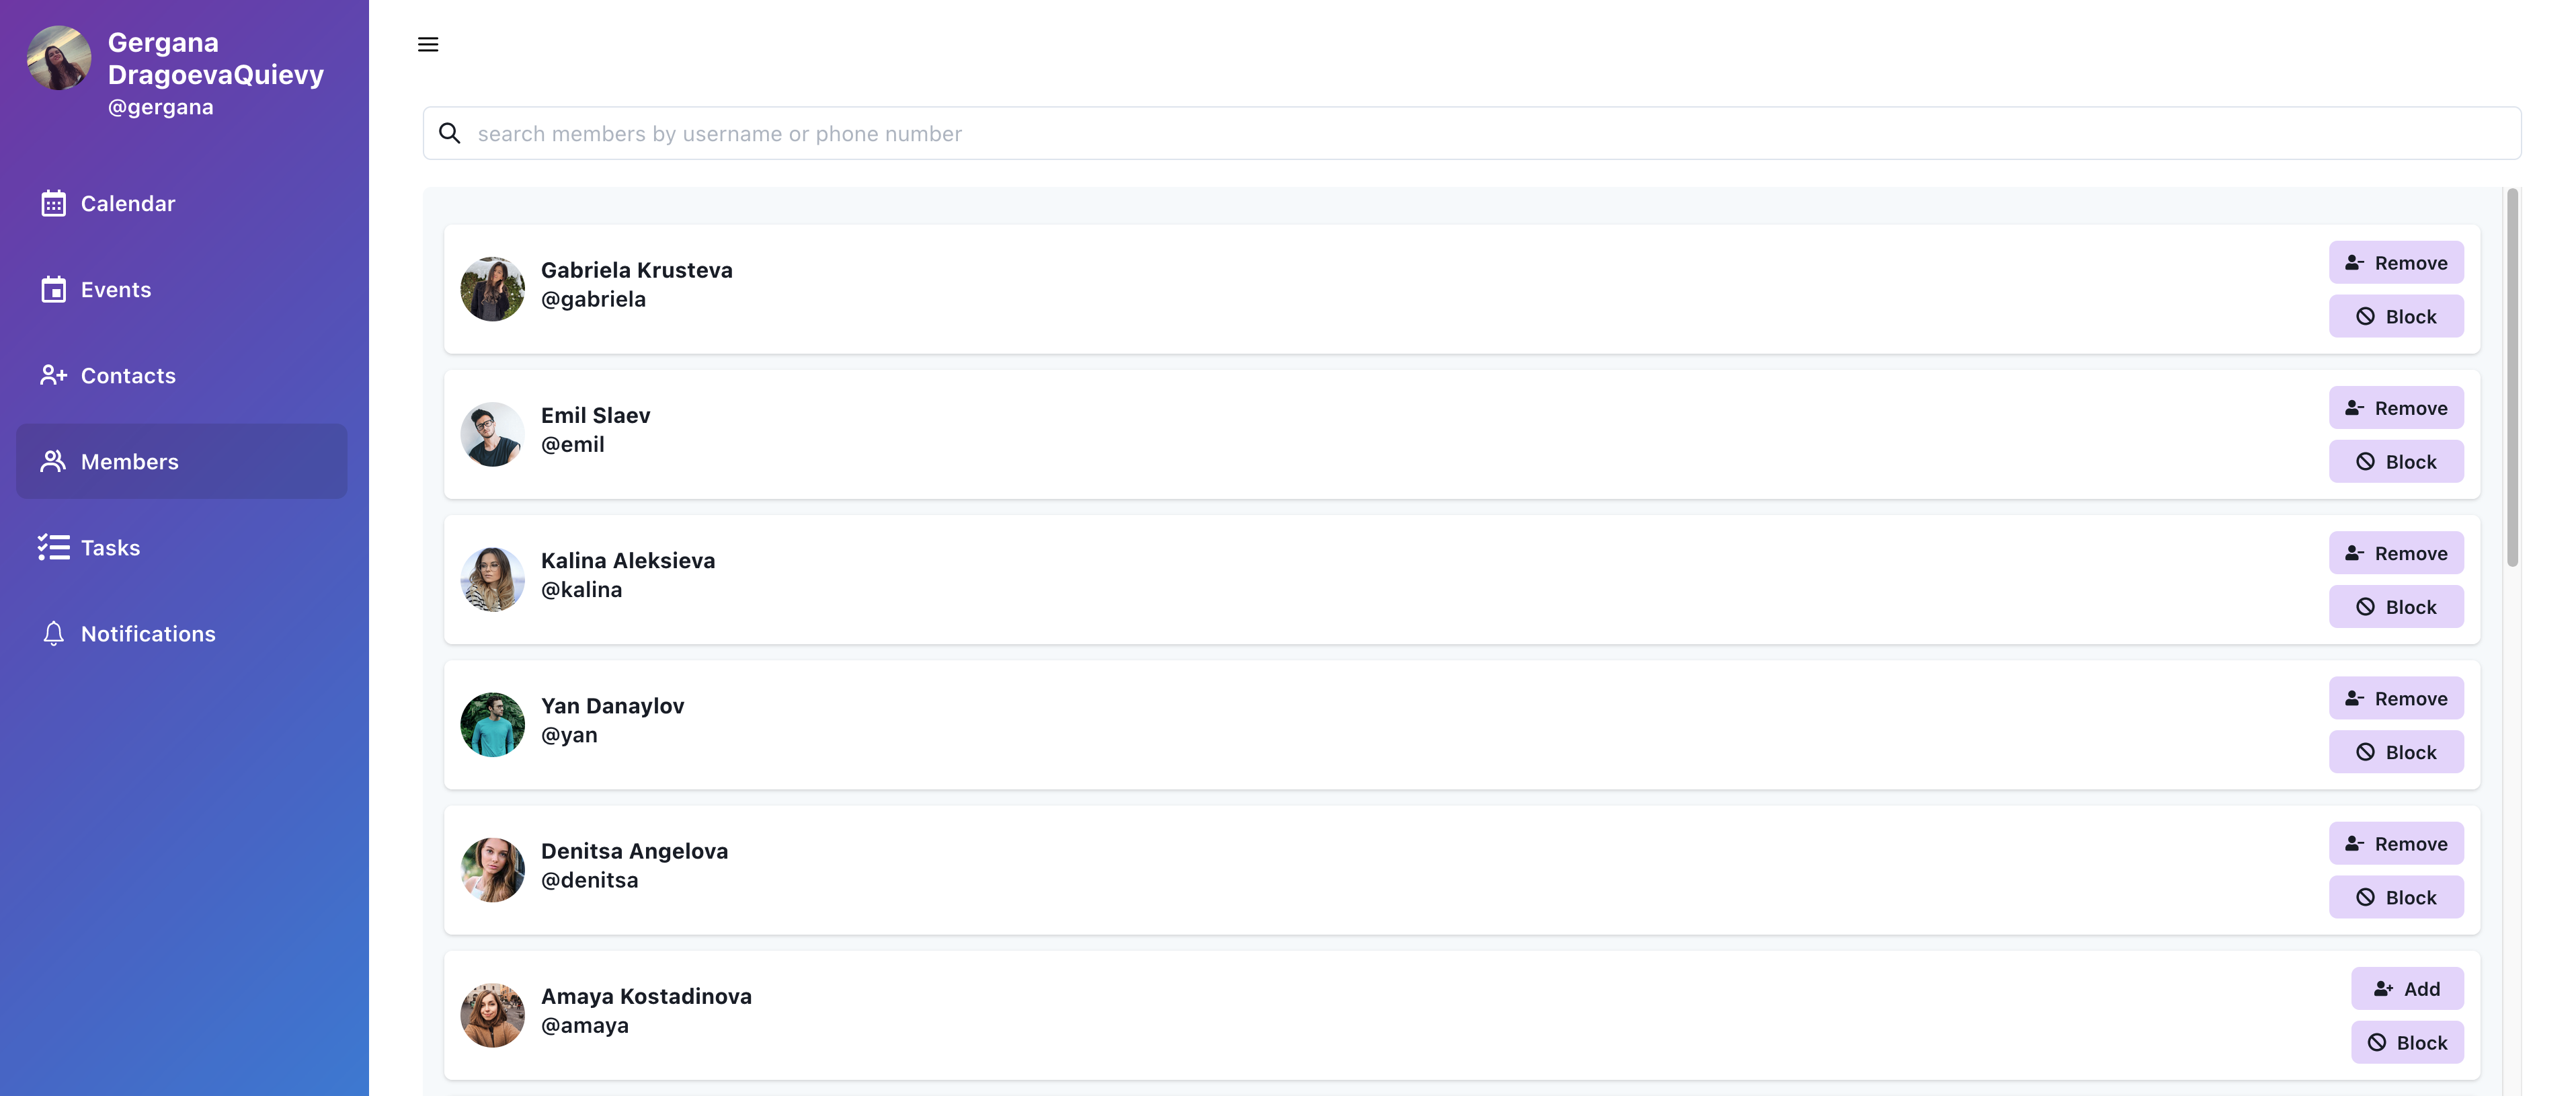 Gergana
DragoevaQuievy
@gergana
Calendar
Events
Contacts
Members
Tasks
Notifications
search members by username or phone number
Gabriela Krusteva
@gabriela
Remove
Block
Emil Slaev
@emil
Remove
Block
Kalina Aleksieva
@kalina
Remove
Block
Yan Danaylov
@yan
Remove
Block
Denitsa Angelova
@denitsa
Remove
Block
Amaya Kostadinova
@amaya
Add
Block